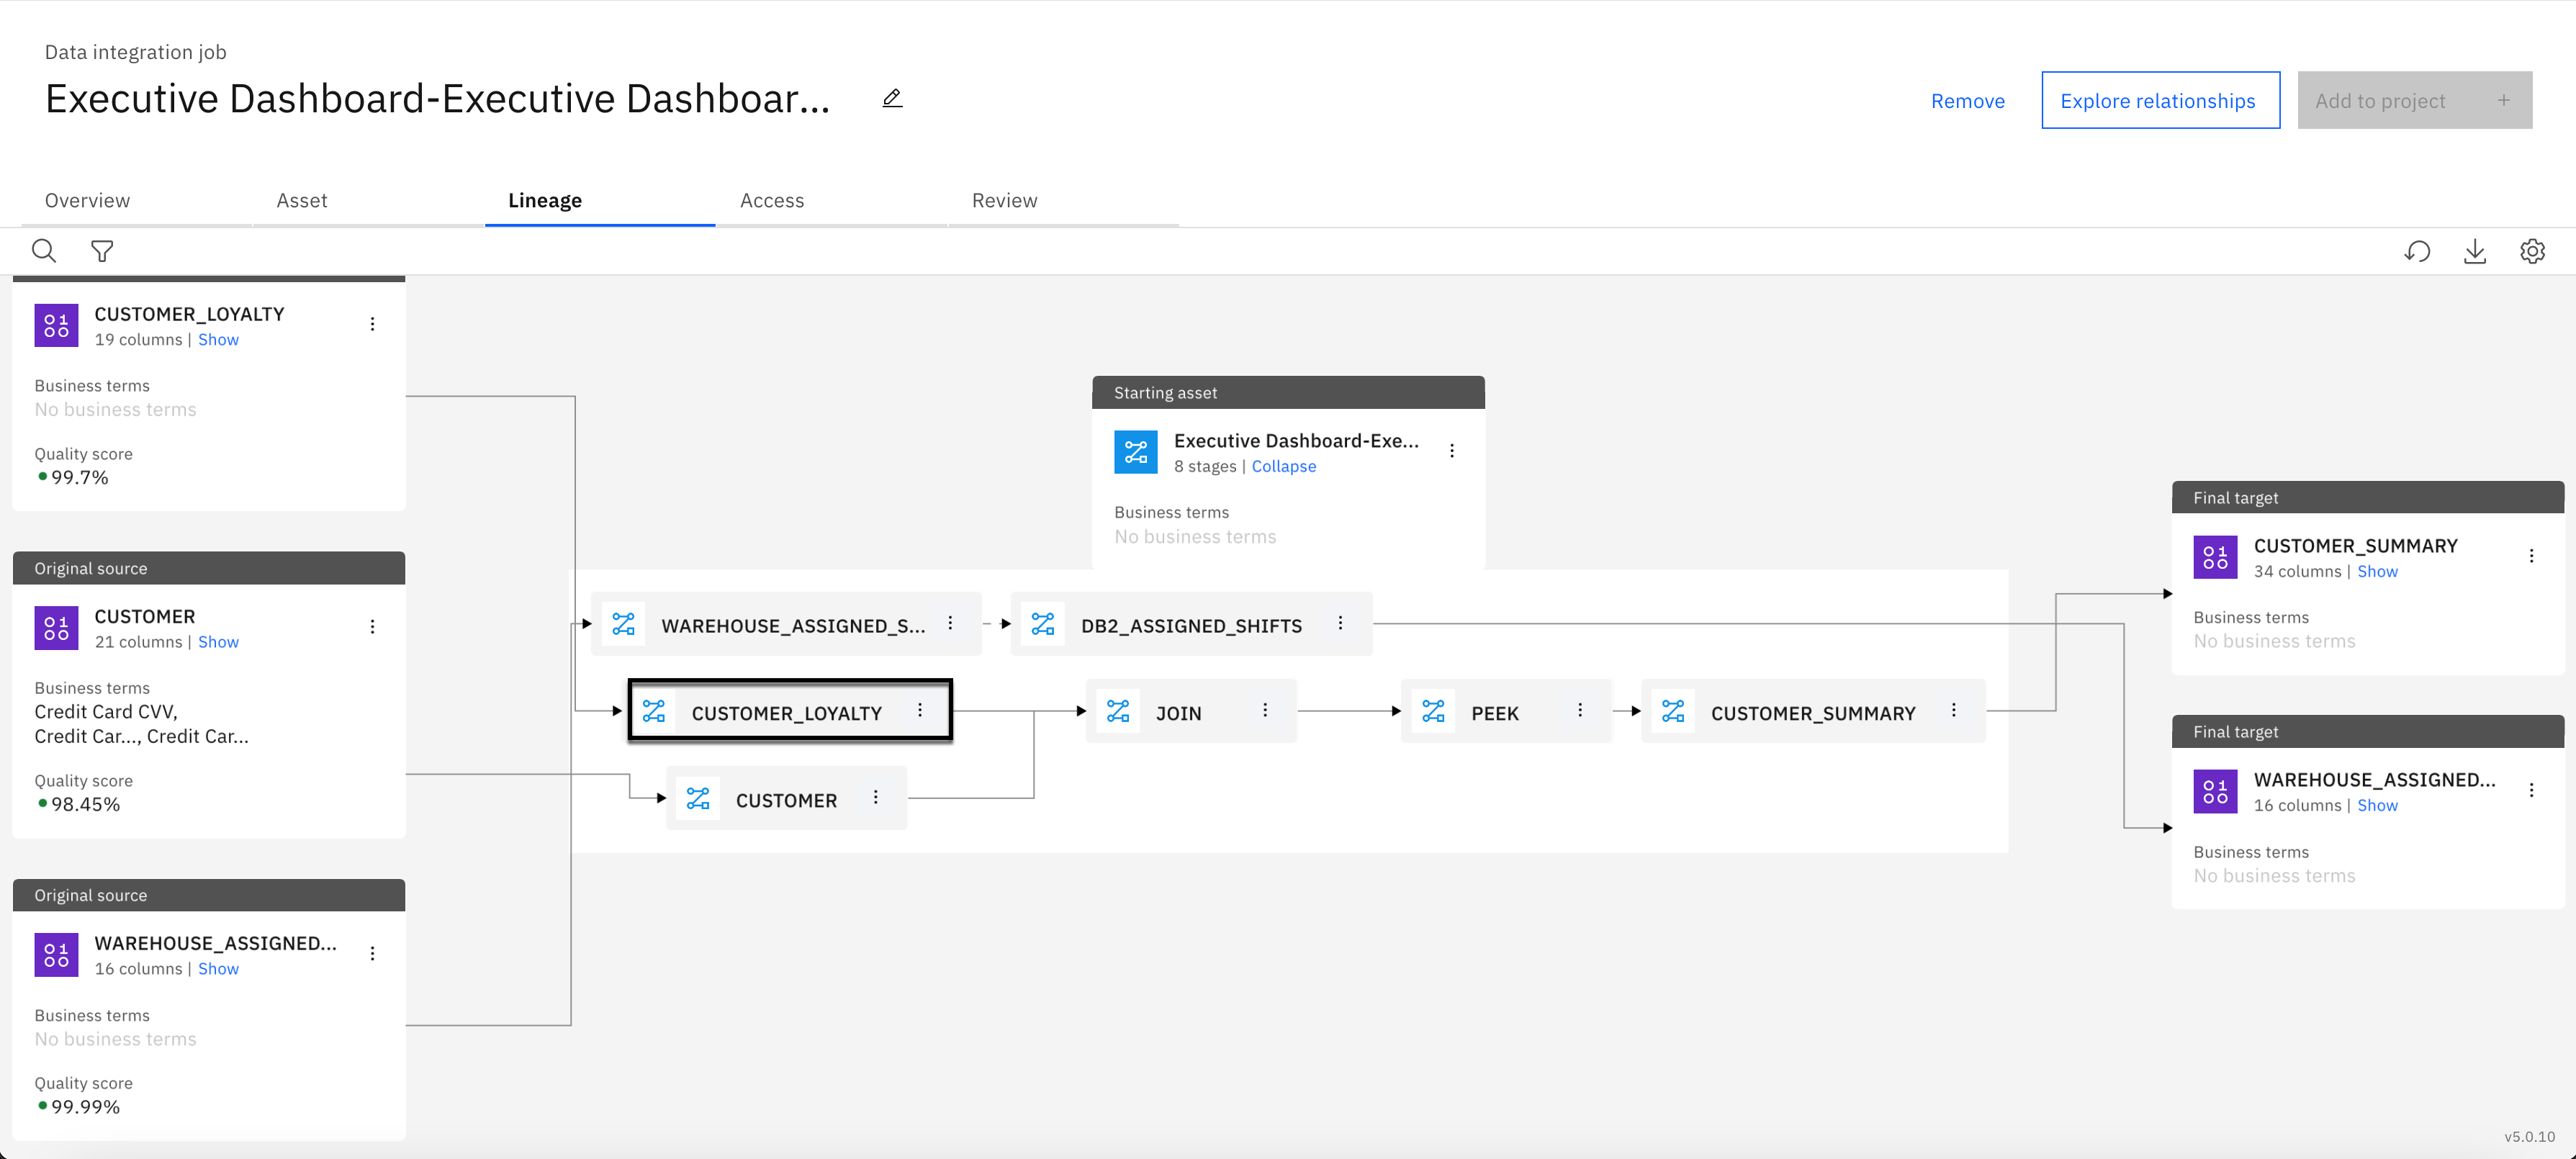 Data integration job
Executive Dashboard-Executive Dashboar...
Remove
Explore relationships
Add to project +
Overview
Asset
Lineage
Access
Review
CUSTOMER_LOYALTY
19 columns | Show
Business terms
No business terms
Quality score
99.7%
Original source
CUSTOMER
21 columns | Show
Business terms
Credit Card CVV,
Credit Car..., Credit Car...
Quality score
98.45%
Original source
WAREHOUSE_ASSIGNED...
16 columns | Show
Business terms
No business terms
Quality score
99.99%
Starting asset
Executive Dashboard-Exe...
8 stages | Collapse
Business terms
No business terms
WAREHOUSE_ASSIGNED_S...
DB2_ASSIGNED_SHIFTS
CUSTOMER_LOYALTY
JOIN
PEEK
CUSTOMER_SUMMARY
CUSTOMER
Final target
CUSTOMER_SUMMARY
34 columns | Show
Business terms
No business terms
Final target
WAREHOUSE_ASSIGNED...
16 columns | Show
Business terms
No business terms
v5.0.10